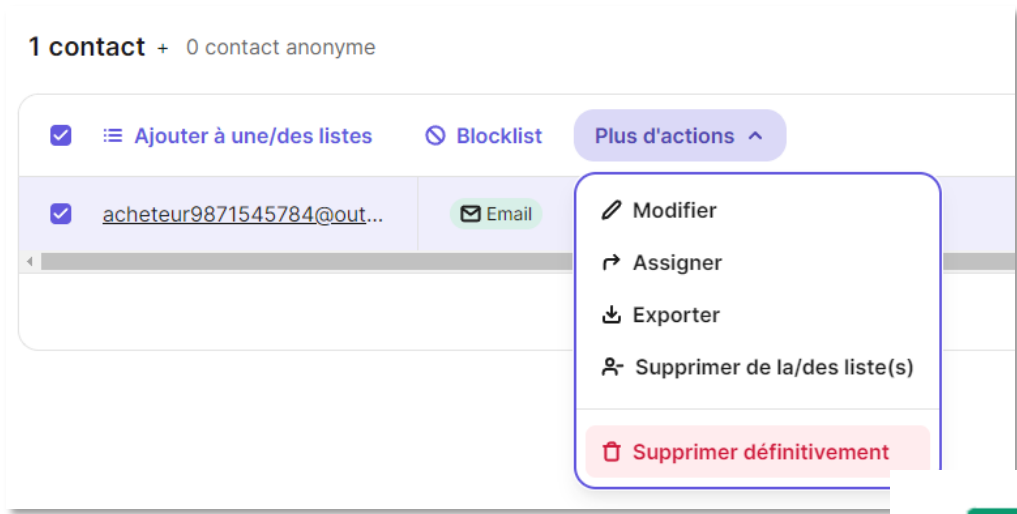 1 contact + 0 contact anonyme
Ajouter à une/des listes Blocklist Plus d'actions
acheteur9871545784@out... Email
Modifier
Assigner
Exporter
Supprimer de la/des liste(s)
Supprimer définitivement